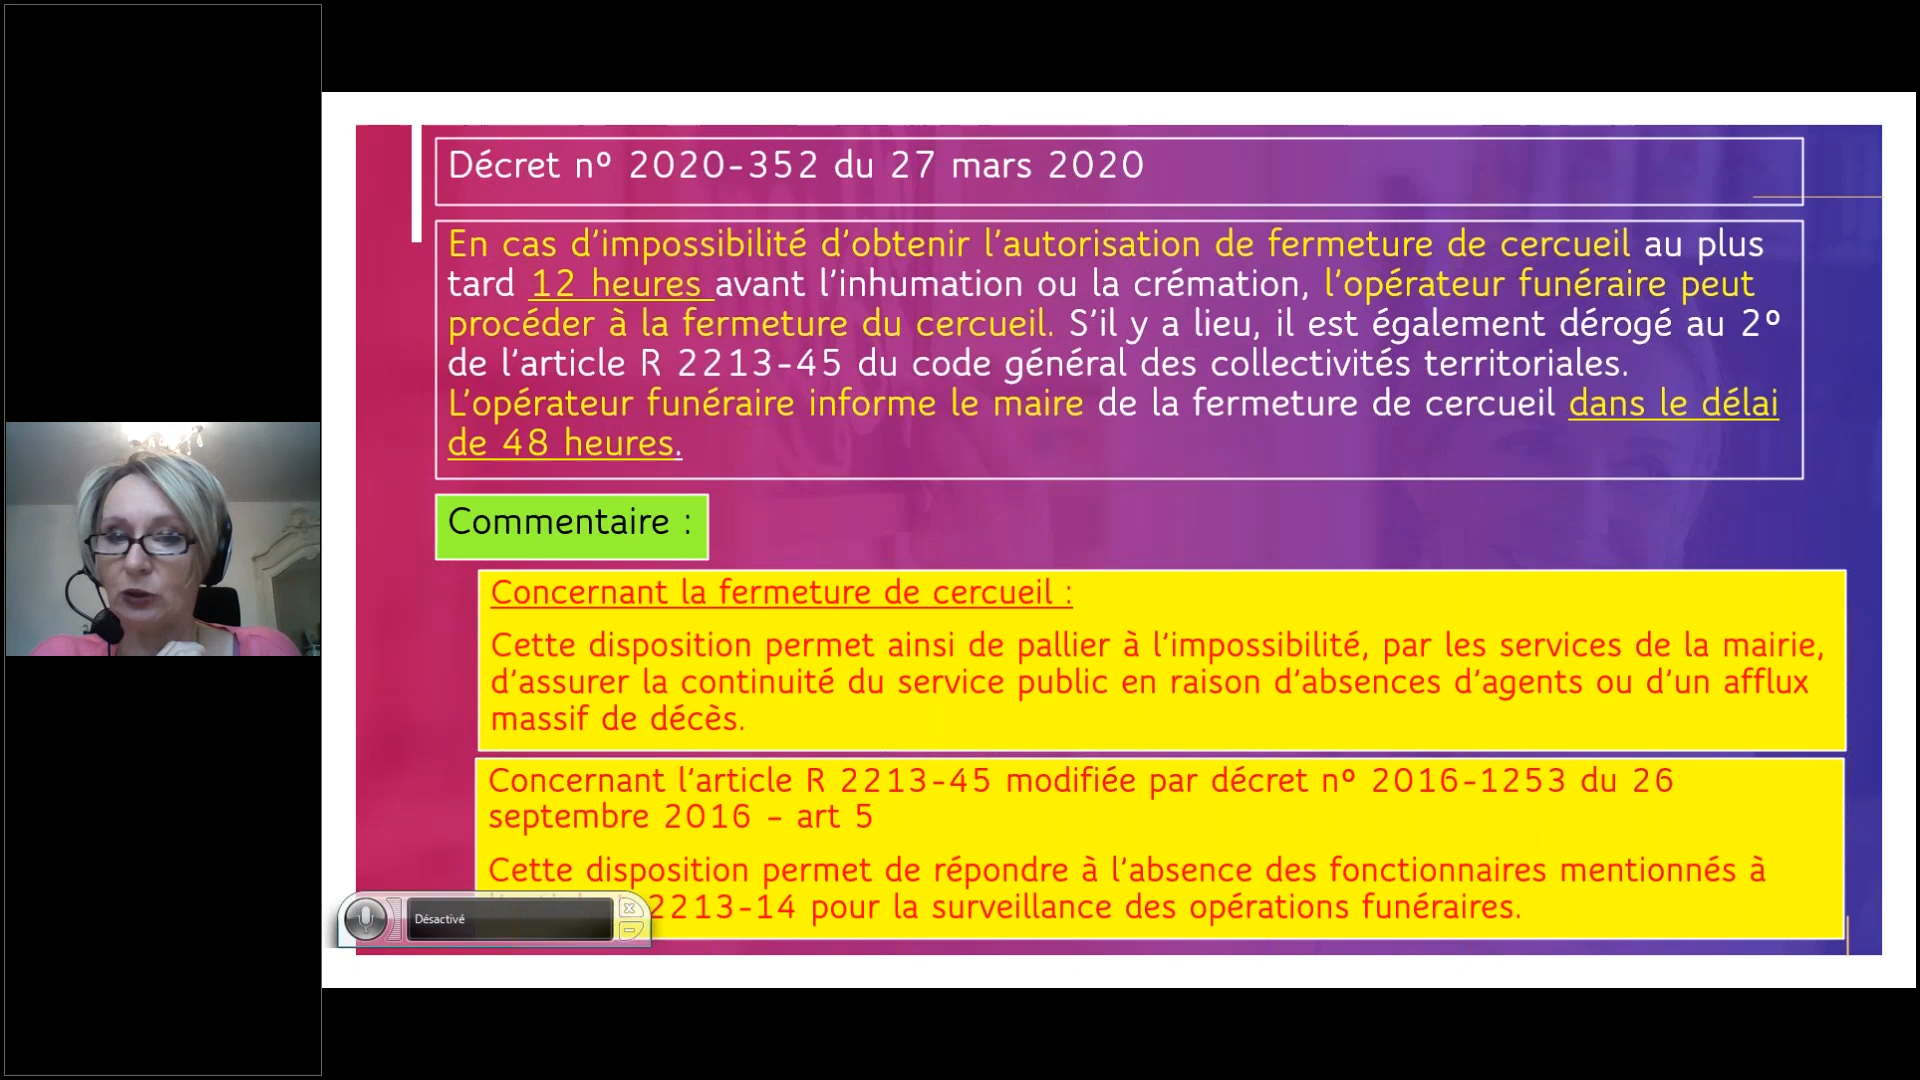 Décret nº 2020-352 du 27 mars 2020
En cas d’impossibilité d’obtenir l’autorisation de fermeture de cercueil au plus
tard 12 heures avant l’inhumation ou la crémation, l’opérateur funéraire peut
procéder à la fermeture du cercueil. S’il y a lieu, il est également dérogé au 2º
de l’article R 2213-45 du code général des collectivités territoriales.
L’opérateur funéraire informe le maire de la fermeture de cercueil dans le délai
de 48 heures.
Commentaire :
Concernant la fermeture de cercueil :
Cette disposition permet ainsi de pallier à l’impossibilité, par les services de la mairie,
d’assurer la continuité du service public en raison d’absences d’agents ou d’un afflux
massif de décès.
Concernant l’article R 2213-45 modifiée par décret nº 2016-1253 du 26
septembre 2016 – art 5
Cette disposition permet de répondre à l’absence des fonctionnaires mentionnés à
2213-14 pour la surveillance des opérations funéraires.
Désactivé